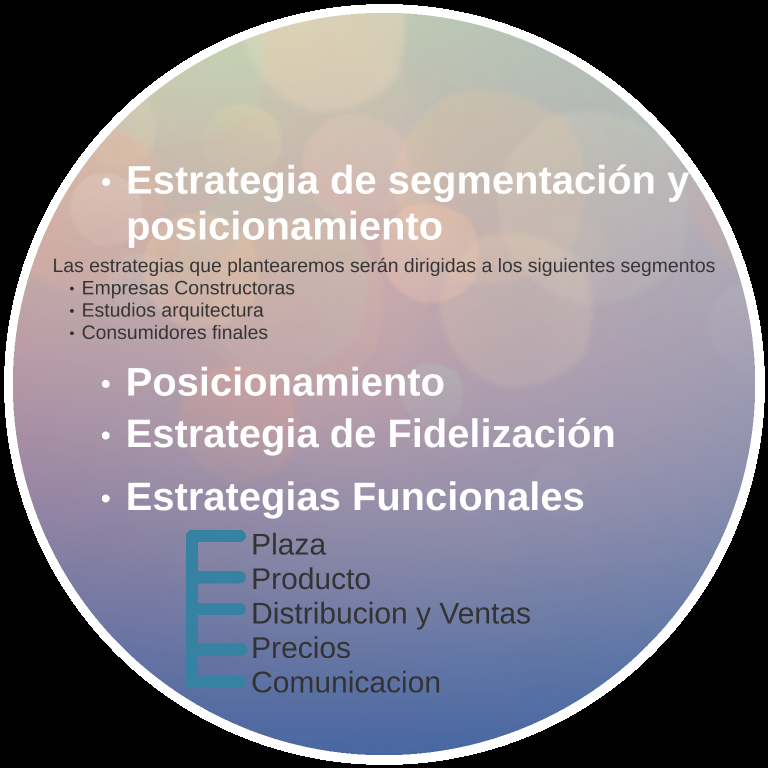 • Estrategia de segmentación y
posicionamiento
Las estrategias que plantearemos serán dirigidas a los siguientes segmentos
• Empresas Constructoras
• Estudios arquitectura
• Consumidores finales
• Posicionamiento
• Estrategia de Fidelización
• Estrategias Funcionales
Plaza
Producto
Distribucion y Ventas
Precios
Comunicacion